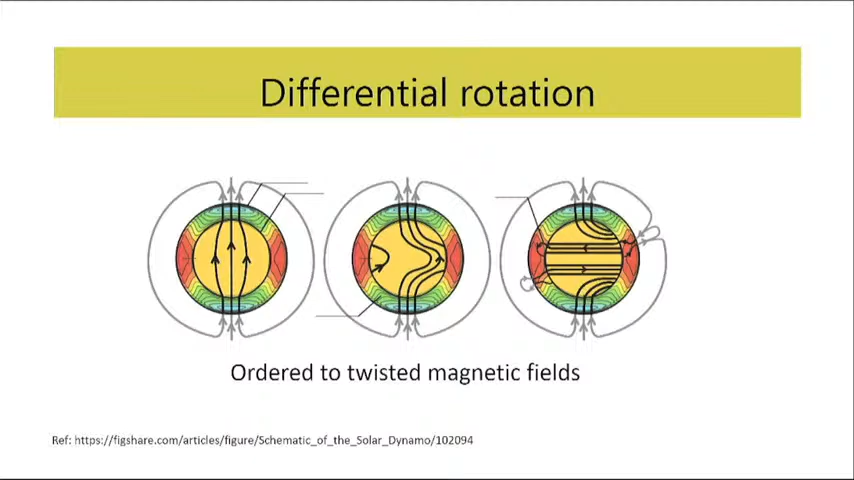 Differential rotation
Ordered to twisted magnetic fields
Ref: https://figshare.com/articles/figure/Schematic_of_the_Solar_Dynamo/102094